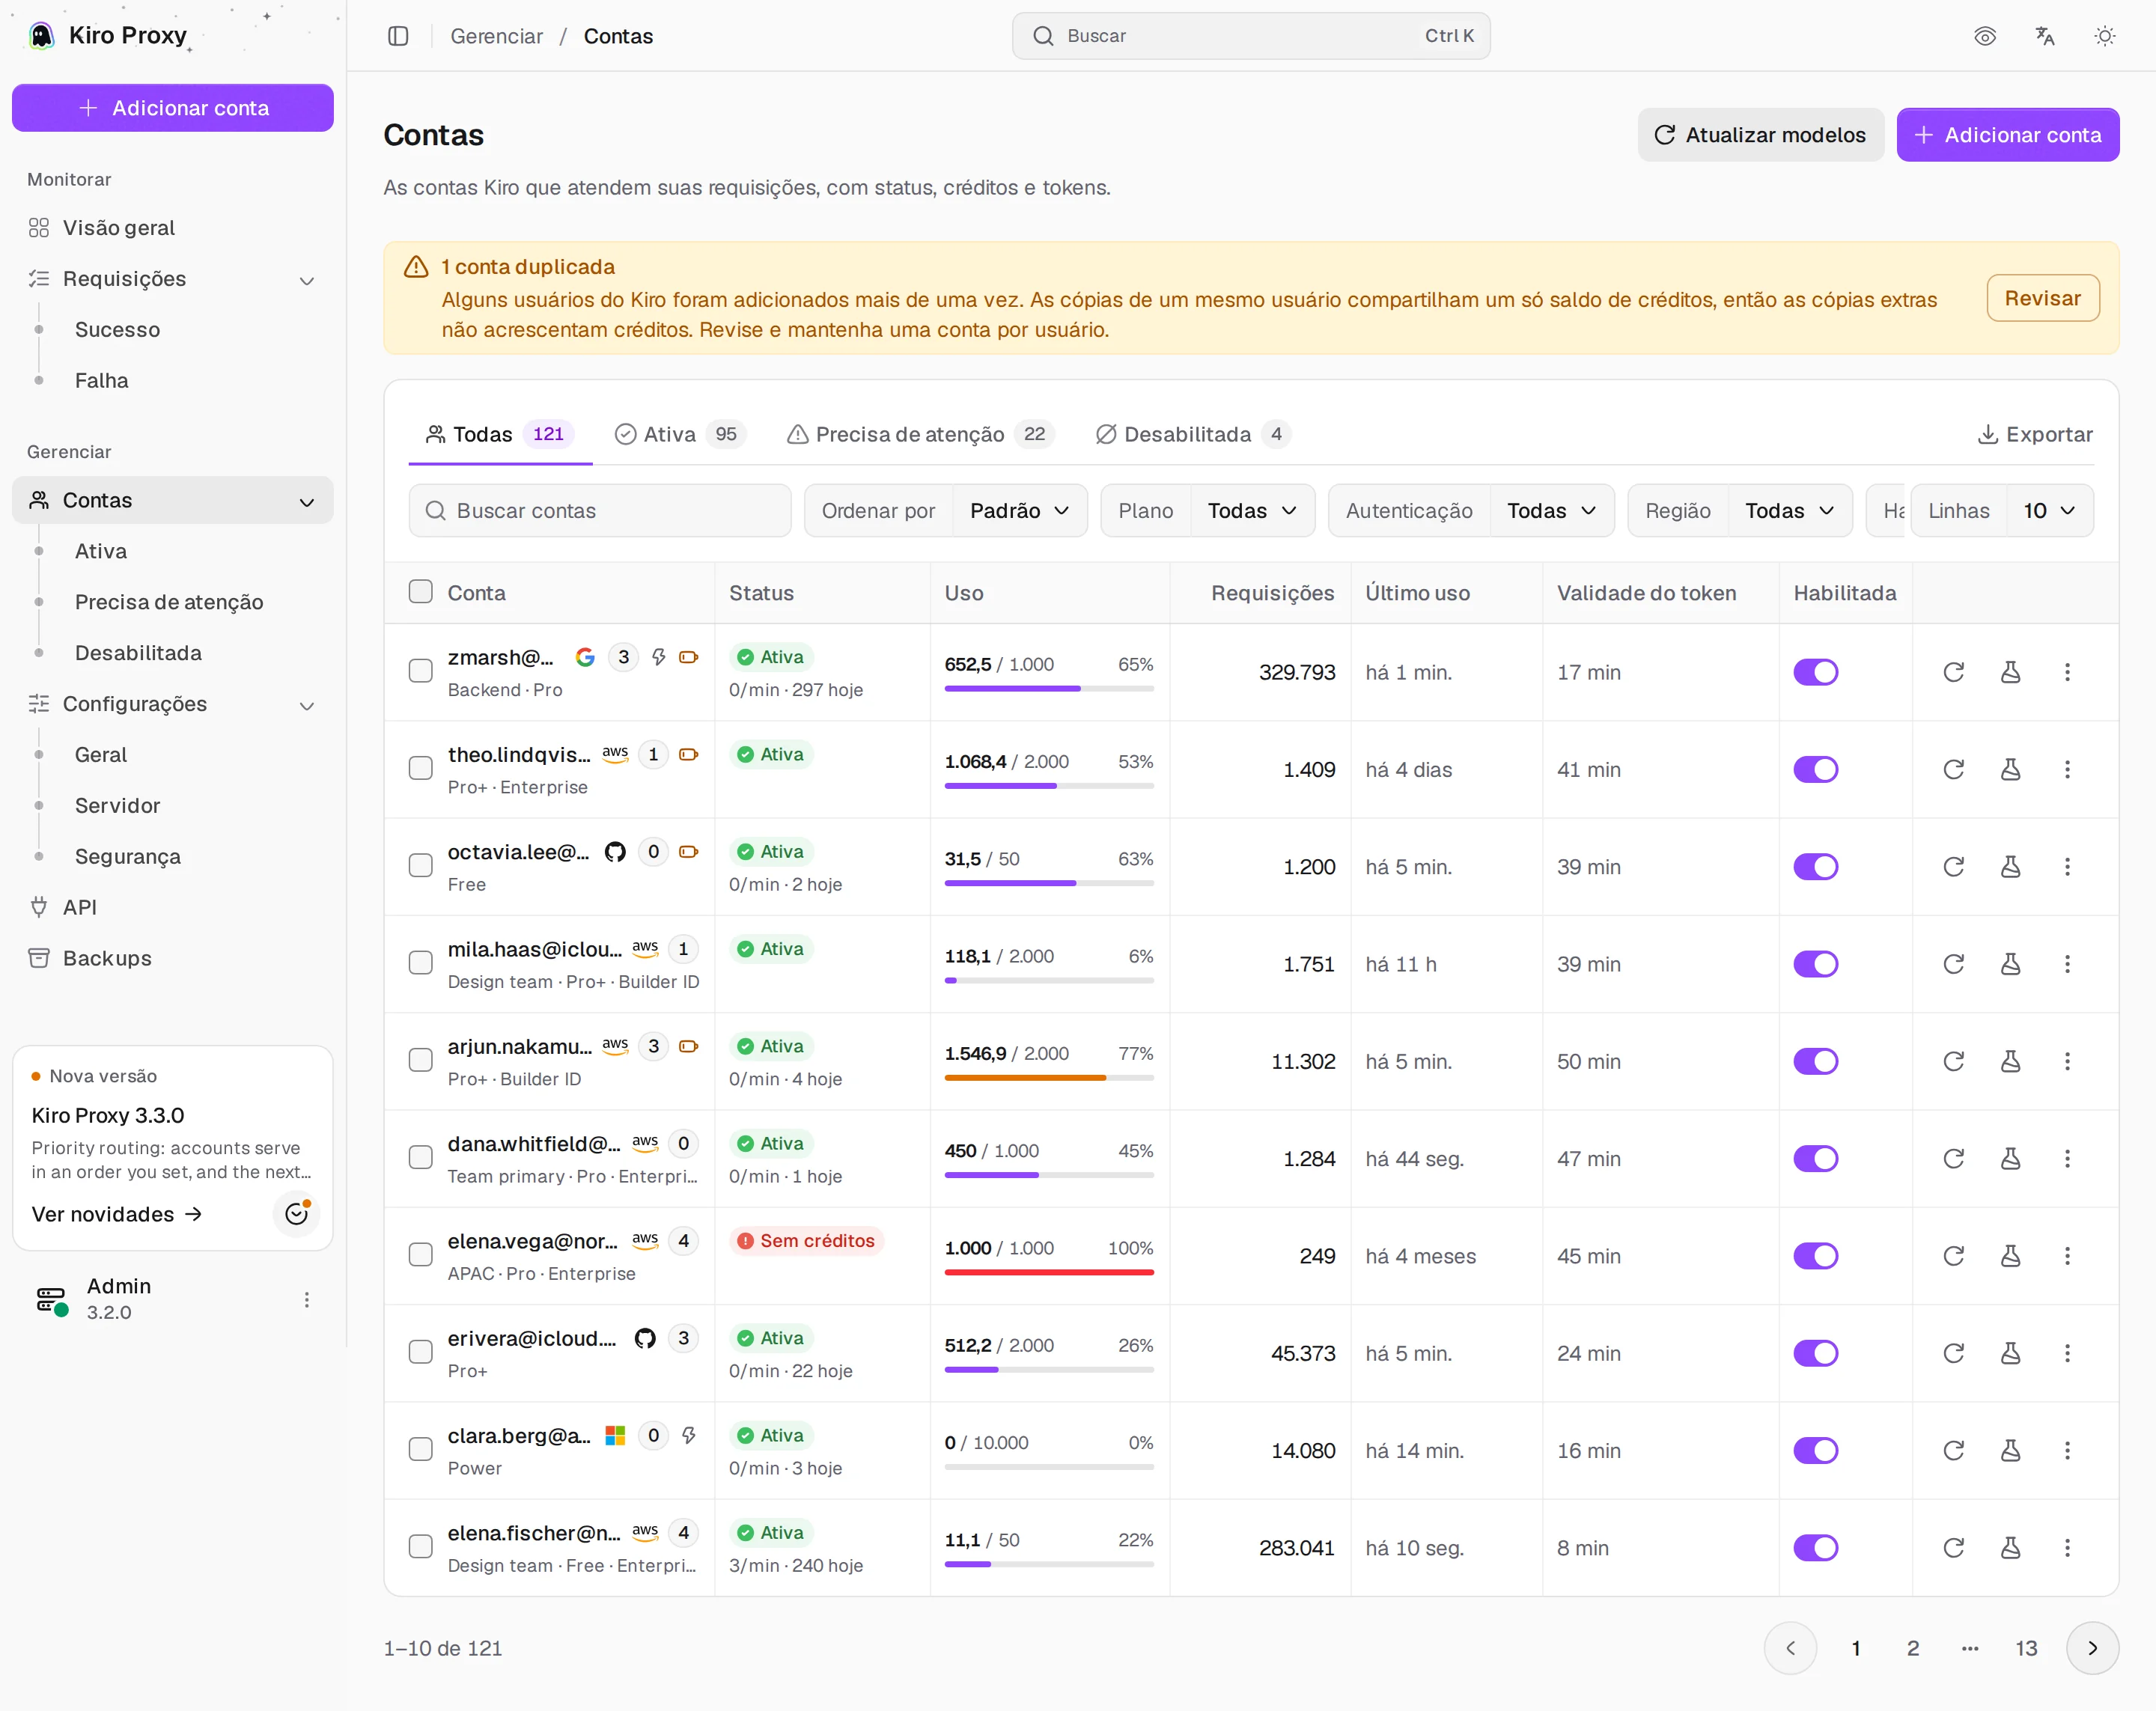 Kiro Proxy
Adicionar conta
Monitorar
Visão geral
Requisições
Sucesso
Falha
Gerenciar
Contas
Ativa
Precisa de atenção
Desabilitada
Configurações
Geral
Servidor
Segurança
API
Backups
Nova versão
Kiro Proxy 3.3.0
Priority routing: accounts serve
in an order you set, and the next...
Ver novidades
Admin
3.2.0
Gerenciar / Contas
Buscar Ctrl K
Contas
As contas Kiro que atendem suas requisições, com status, créditos e tokens.
Atualizar modelos
Adicionar conta
1 conta duplicada
Alguns usuários do Kiro foram adicionados mais de uma vez. As cópias de um mesmo usuário compartilham um só saldo de créditos, então as cópias extras
não acrescentam créditos. Revise e mantenha uma conta por usuário.
Revisar
Todas 121 Ativa 95 Precisa de atenção 22 Desabilitada 4 Exportar
Buscar contas Ordenar por Padrão Plano Todas Autenticação Todas Região Todas Ha Linhas 10
Conta Status Uso Requisições Último uso Validade do token Habilitada
zmarsh@... 3 Ativa 652,5 / 1.000 65% 329.793 há 1 min. 17 min
Backend · Pro 0/min · 297 hoje
theo.lindqvis... aws 1 Ativa 1.068,4 / 2.000 53% 1.409 há 4 dias 41 min
Pro+ · Enterprise
octavia.lee@... 0 Ativa 31,5 / 50 63% 1.200 há 5 min. 39 min
Free 0/min · 2 hoje
mila.haas@iclou... aws 1 Ativa 118,1 / 2.000 6% 1.751 há 11 h 39 min
Design team · Pro+ · Builder ID
arjun.nakamu... aws 3 Ativa 1.546,9 / 2.000 77% 11.302 há 5 min. 50 min
Pro+ · Builder ID 0/min · 4 hoje
dana.whitfield@... aws 0 Ativa 450 / 1.000 45% 1.284 há 44 seg. 47 min
Team primary · Pro · Enterpri... 0/min · 1 hoje
elena.vega@nor... aws 4 Sem créditos 1.000 / 1.000 100% 249 há 4 meses 45 min
APAC · Pro · Enterprise
erivera@icloud.... 3 Ativa 512,2 / 2.000 26% 45.373 há 5 min. 24 min
Pro+ 0/min · 22 hoje
clara.berg@a... 0 Ativa 0 / 10.000 0% 14.080 há 14 min. 16 min
Power 0/min · 3 hoje
elena.fischer@n... aws 4 Ativa 11,1 / 50 22% 283.041 há 10 seg. 8 min
Design team · Free · Enterpri... 3/min · 240 hoje
1–10 de 121
1 2 ... 13